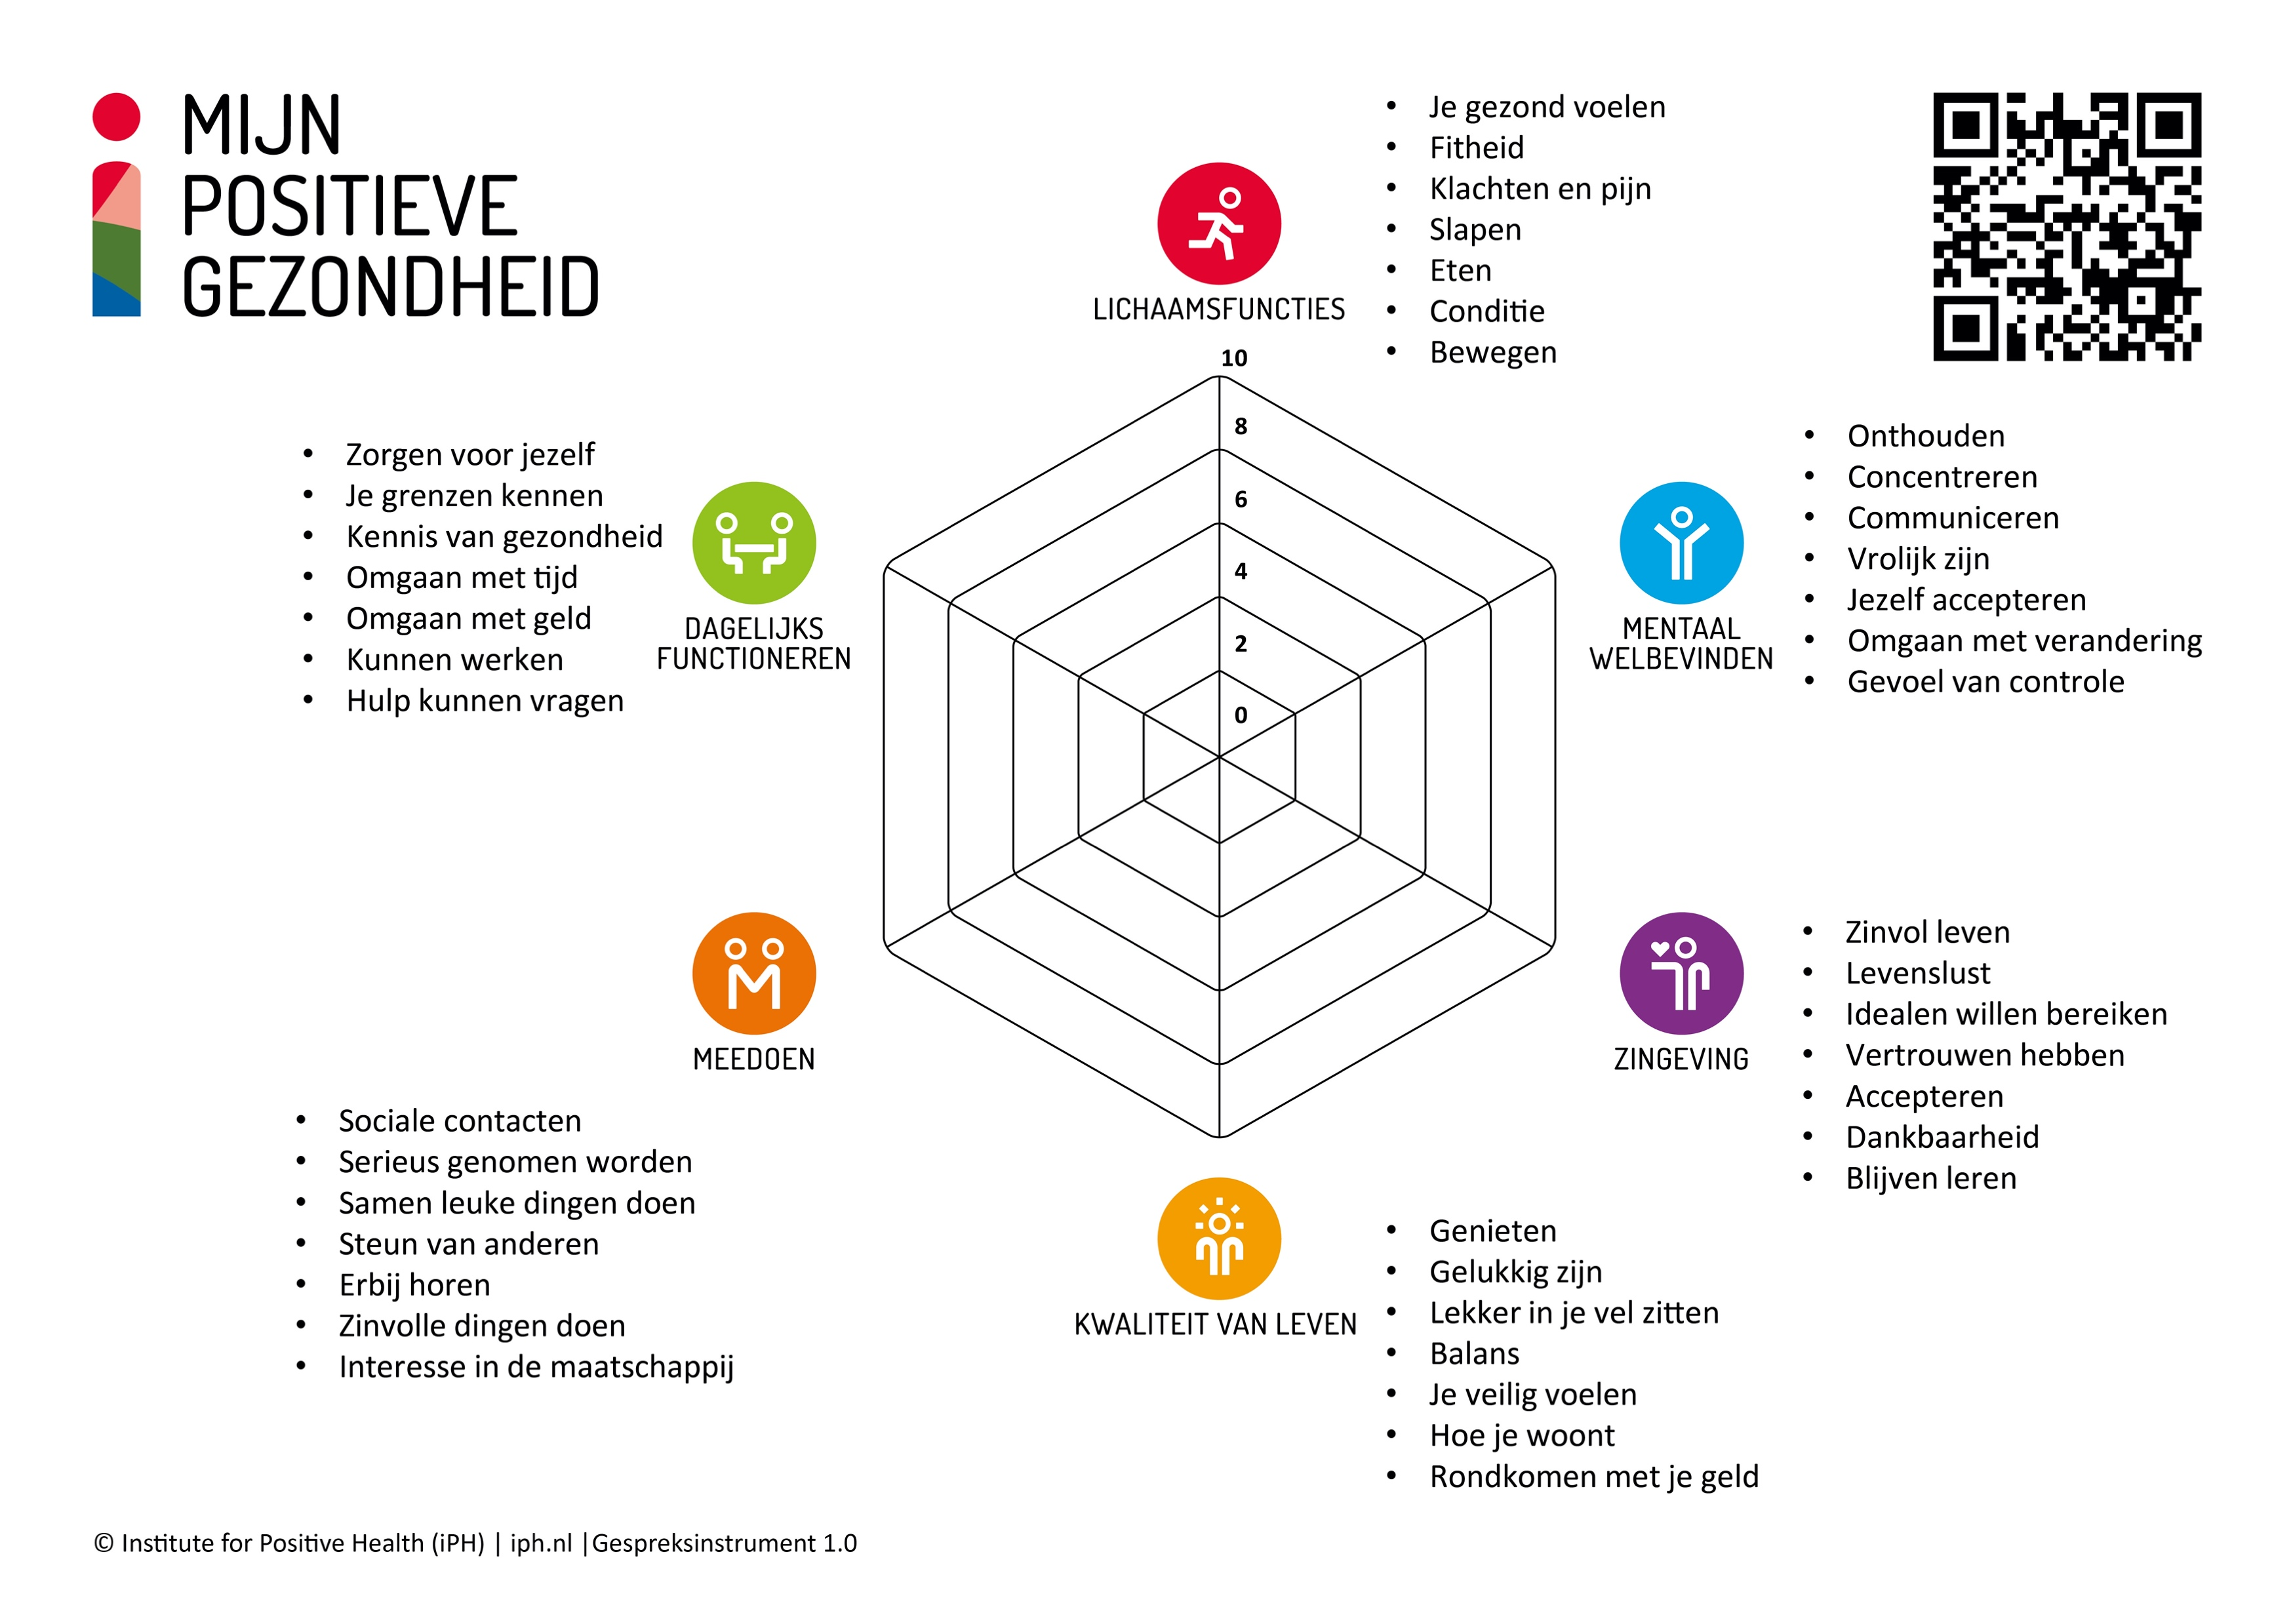 MIJN
POSITIEVE
GEZONDHEID
LICHAAMSFUNCTIES
• Je gezond voelen
• Fitheid
• Klachten en pijn
• Slapen
• Eten
• Conditie
• Bewegen
10
8
6
4
2
0
• Zorgen voor jezelf
• Je grenzen kennen
• Kennis van gezondheid
• Omgaan met tijd
• Omgaan met geld
• Kunnen werken
• Hulp kunnen vragen
DAGELIJKS
FUNCTIONEREN
MENTAAL
WELBEVINDEN
• Onthouden
• Concentreren
• Communiceren
• Vrolijk zijn
• Jezelf accepteren
• Omgaan met verandering
• Gevoel van controle
MEEDOEN
• Sociale contacten
• Serieus genomen worden
• Samen leuke dingen doen
• Steun van anderen
• Erbij horen
• Zinvolle dingen doen
• Interesse in de maatschappij
ZINGEVING
• Zinvol leven
• Levenslust
• Idealen willen bereiken
• Vertrouwen hebben
• Accepteren
• Dankbaarheid
• Blijven leren
KWALITEIT VAN LEVEN
• Genieten
• Gelukkig zijn
• Lekker in je vel zitten
• Balans
• Je veilig voelen
• Hoe je woont
• Rondkomen met je geld
© Institute for Positive Health (iPH) | iph.nl |Gespreksinstrument 1.0